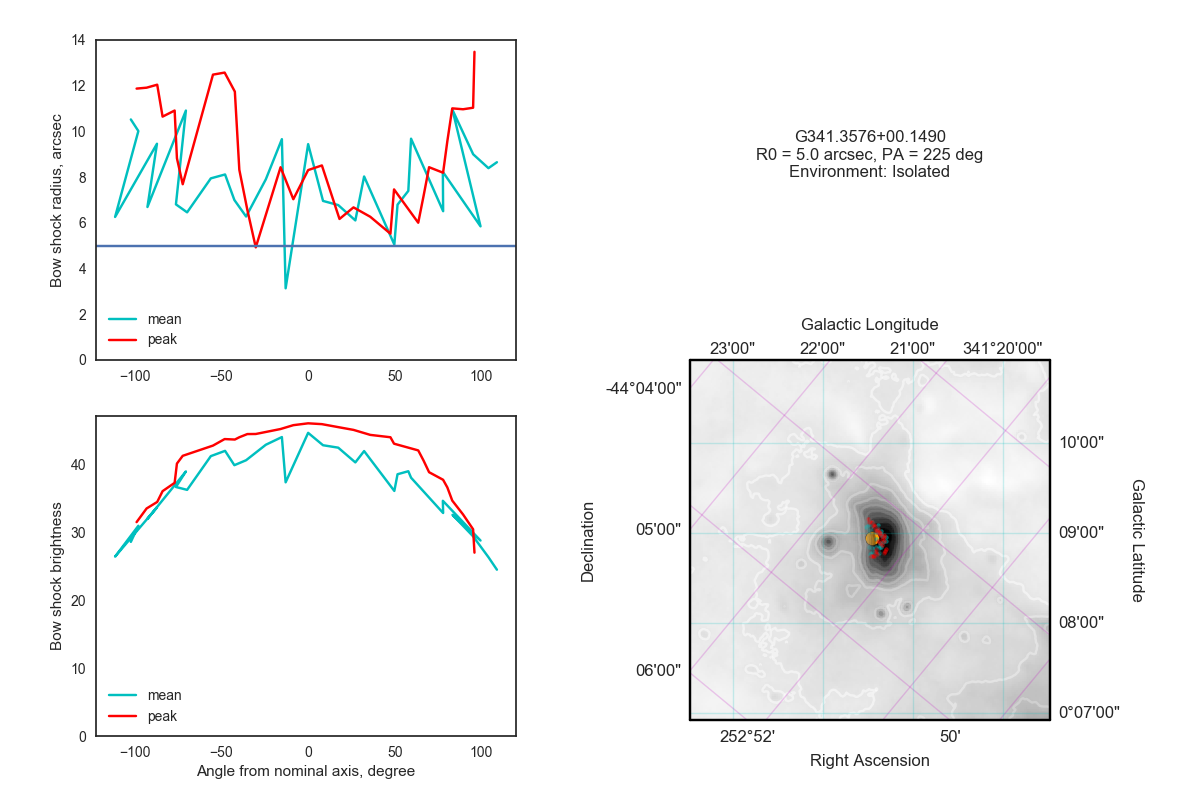 14
12
10
8
6
4
2
0
Bow shock radius, arcsec
mean
peak
−100
−50
0
50
100
40
30
20
10
0
Bow shock brightness
mean
peak
−100
−50
0
50
100
Angle from nominal axis, degree
G341.3576+00.1490
R0 = 5.0 arcsec, PA = 225 deg
Environment: Isolated
Galactic Longitude
23'00"
22'00"
21'00"
341°20'00"
-44°04'00"
05'00"
06'00"
Declination
10'00"
09'00"
08'00"
0°07'00"
Galactic Latitude
252°52'
50'
Right Ascension